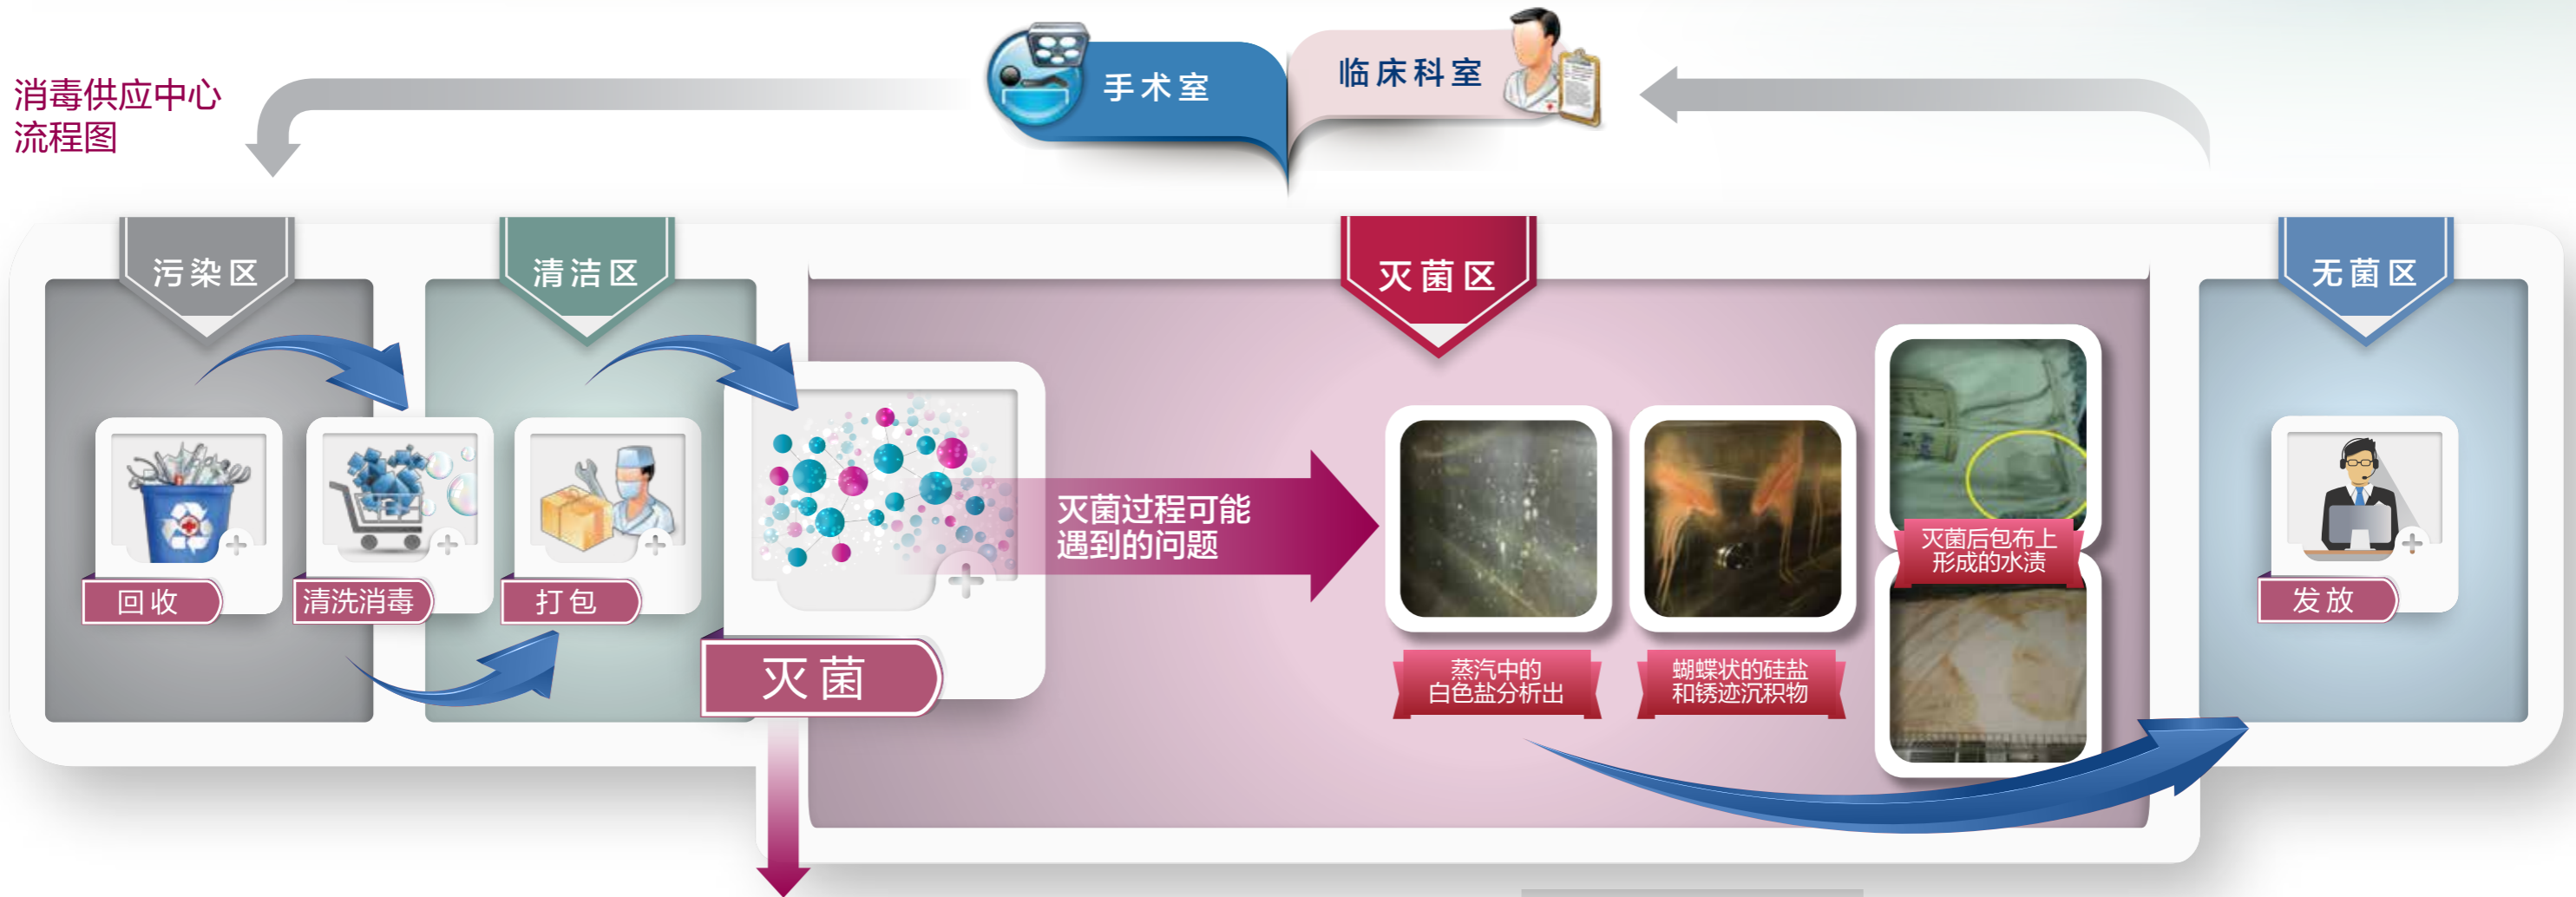 消毒供应中心
流程图
手术室
临床科室
污染区
清洁区
灭菌区
无菌区
回收
清洗消毒
打包
灭菌
灭菌过程可能
遇到的问题
蒸汽中的
白色盐分析出
蝴蝶状的硅盐
和锈迹沉积物
灭菌后包布上
形成的水渍
发放